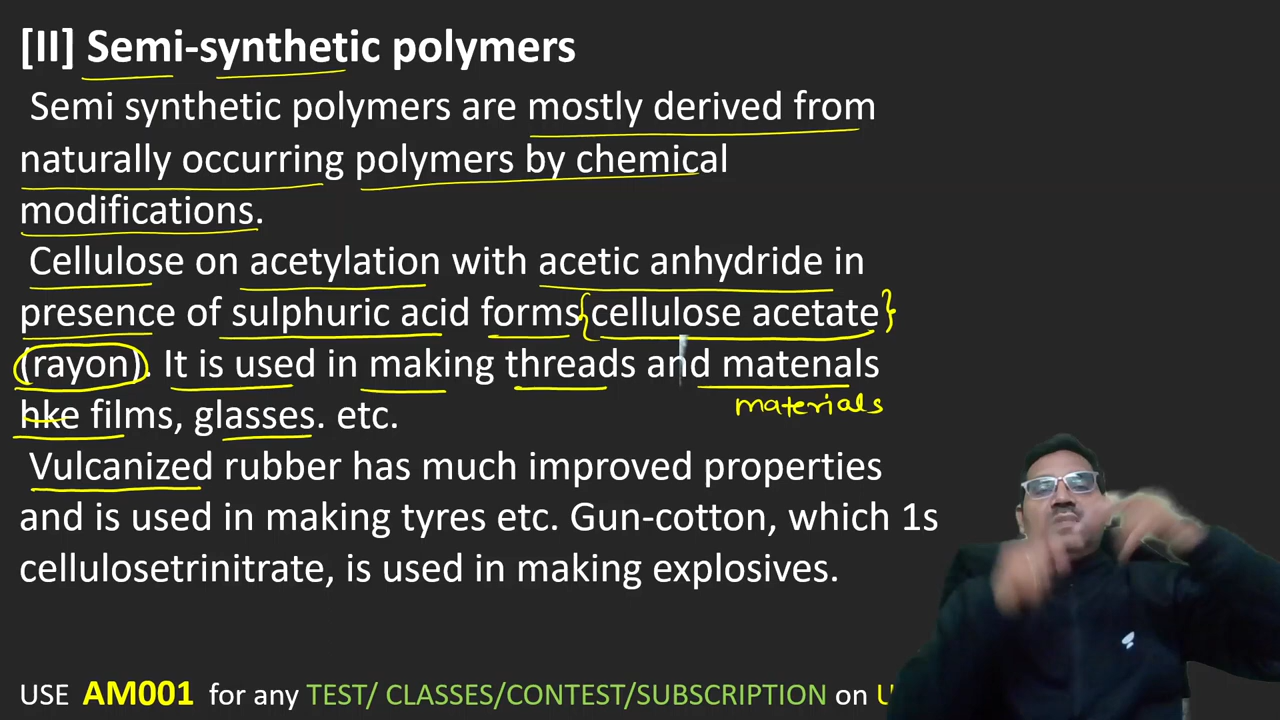 [II] Semi-synthetic polymers
Semi synthetic polymers are mostly derived from
naturally occurring polymers by chemical
modifications.
Cellulose on acetylation with acetic anhydride in
presence of sulphuric acid forms {cellulose acetate}
(rayon). It is used in making threads and matenals
materials
hke films, glasses. etc.
Vulcanized rubber has much improved properties
and is used in making tyres etc. Gun-cotton, which 1s
cellulosetrinitrate, is used in making explosives.
USE AM001 for any TEST/ CLASSES/CONTEST/SUBSCRIPTION on U